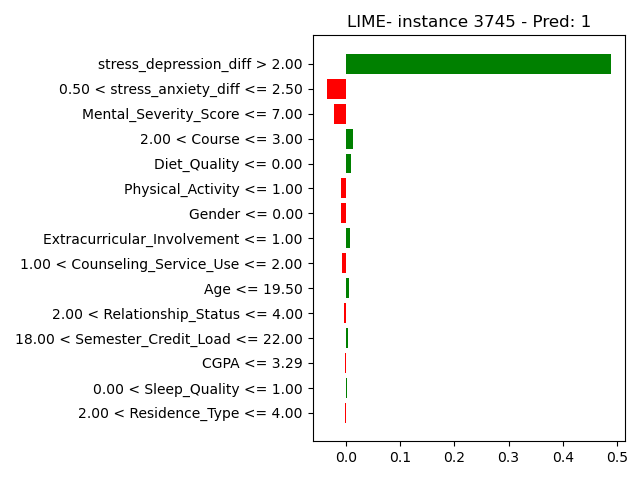 LIME- instance 3745 - Pred: 1
stress_depression_diff > 2.00
0.50 < stress_anxiety_diff <= 2.50
Mental_Severity_Score <= 7.00
2.00 < Course <= 3.00
Diet_Quality <= 0.00
Physical_Activity <= 1.00
Gender <= 0.00
Extracurricular_Involvement <= 1.00
1.00 < Counseling_Service_Use <= 2.00
Age <= 19.50
2.00 < Relationship_Status <= 4.00
18.00 < Semester_Credit_Load <= 22.00
CGPA <= 3.29
0.00 < Sleep_Quality <= 1.00
2.00 < Residence_Type <= 4.00
0.0 0.1 0.2 0.3 0.4 0.5